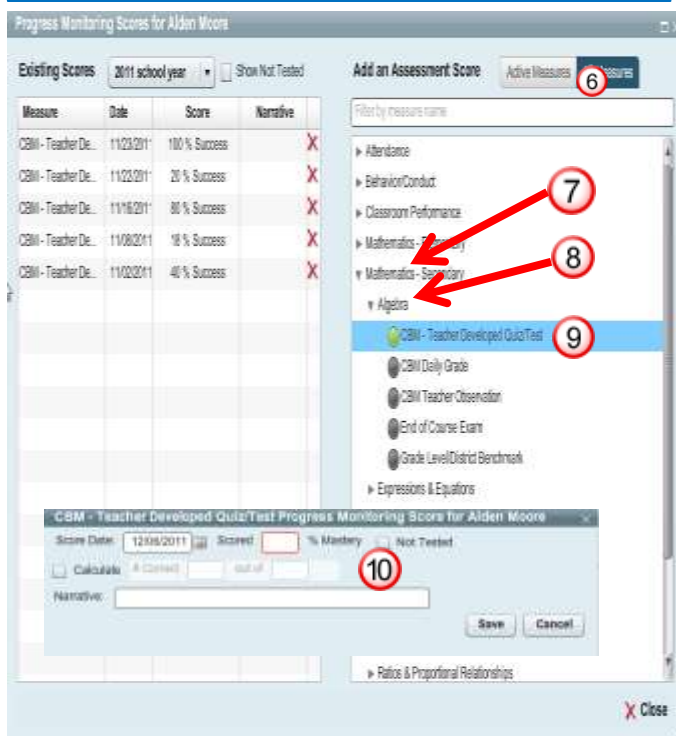 Progress Monitoring Scores for Alden Moore
Existing Scores 2011 school year Show Not Tested
Add an Assessment Score Active Measures 6
Measure Date Score Narrative
Filter by measure name
CBM - Teacher De... 11/23/201 100 % Success X
CBM - Teacher De... 11/22/201 20 % Success X
CBM - Teacher De... 11/16/201 80 % Success X
CBM - Teacher De... 11/08/2011 18 % Success X
CBM - Teacher De... 11/02/2011 40 % Success X
Attendance
Behavior/Conduct
7
Classroom Performance
Mathematics - Elementary
8
Mathematics - Secondary
Algebra
CBM - Teacher Developed Quiz/Test 9
CBM Daily Grade
CBM Teacher Observation
End of Course Exam
Grade Level/District Benchmark
Expressions & Equations
CBM - Teacher Developed Quiz/Test Progress Monitoring Score for Alden Moore
Score Date: 12/08/2011 Scored % Mastery Not Tested
Calculate # Correct out of 10
Narrative:
Save Cancel
Ratios & Proportional Relationships
X Close